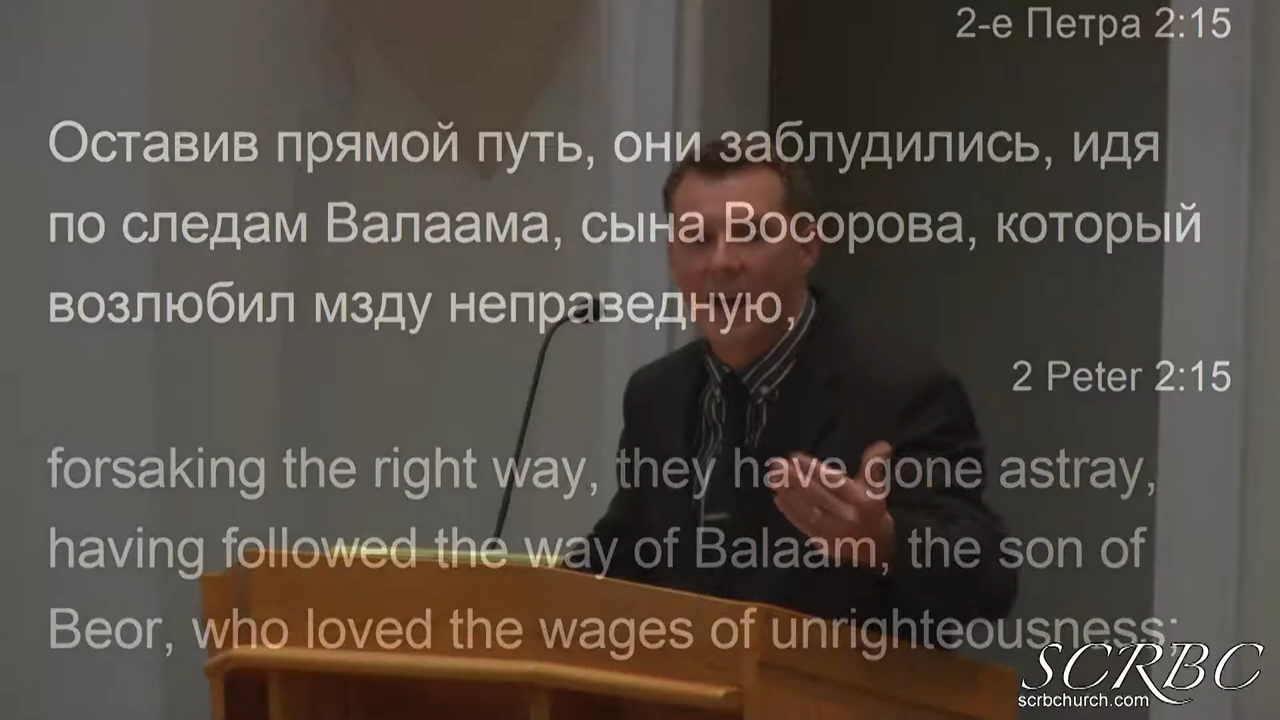 2-е Петра 2:15
Оставив прямой путь, они заблудились, идя
по следам Валаама, сына Восорова, который
возлюбил мзду неправедную,
2 Peter 2:15
forsaking the right way, they have gone astray,
having followed the way of Balaam, the son of
Beor, who loved the wages of unrighteousness;
SCRBC
scrbchurch.com